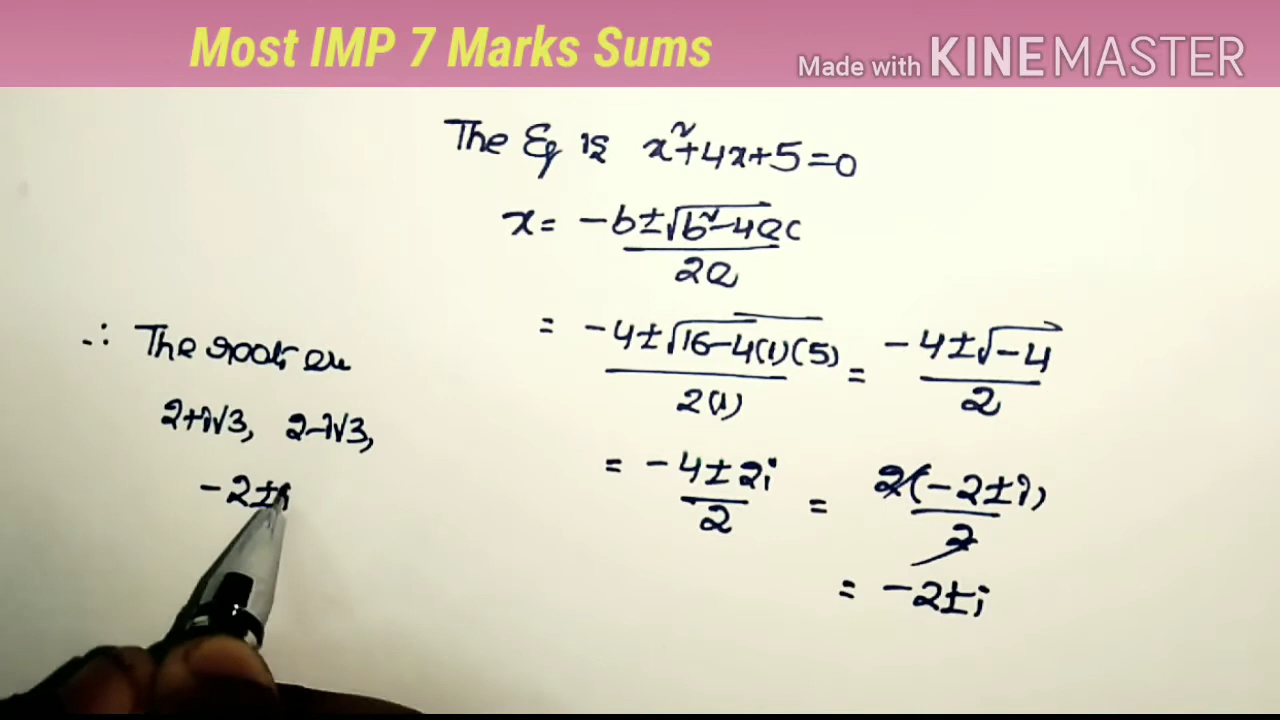 Most IMP 7 Marks Sums
Made with KINEMASTER
The Eq is x²+4x+5=0
x = -b±√b²-4ac / 2a
= -4±√16-4(1)(5) / 2(1) = -4±√-4 / 2
= -4±2i / 2 = 2(-2±i) / 2
= -2±i
∴ The roots are
2+i√3, 2-i√3,
-2±i